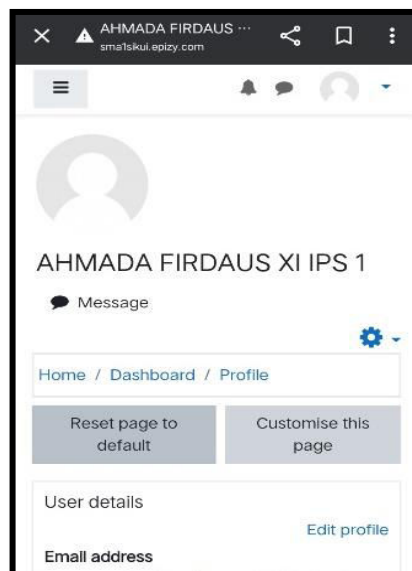 AHMADA FIRDAUS ...
sma1sikui.epizy.com
AHMADA FIRDAUS XI IPS 1
Message
Home / Dashboard / Profile
Reset page to
default
Customise this
page
User details
Edit profile
Email address